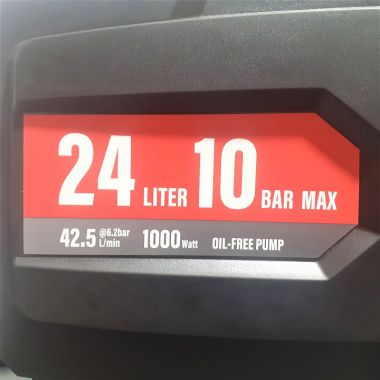 24 LITER 10 BAR MAX
42.5 @6.2bar L/min 1000 Watt OIL-FREE PUMP